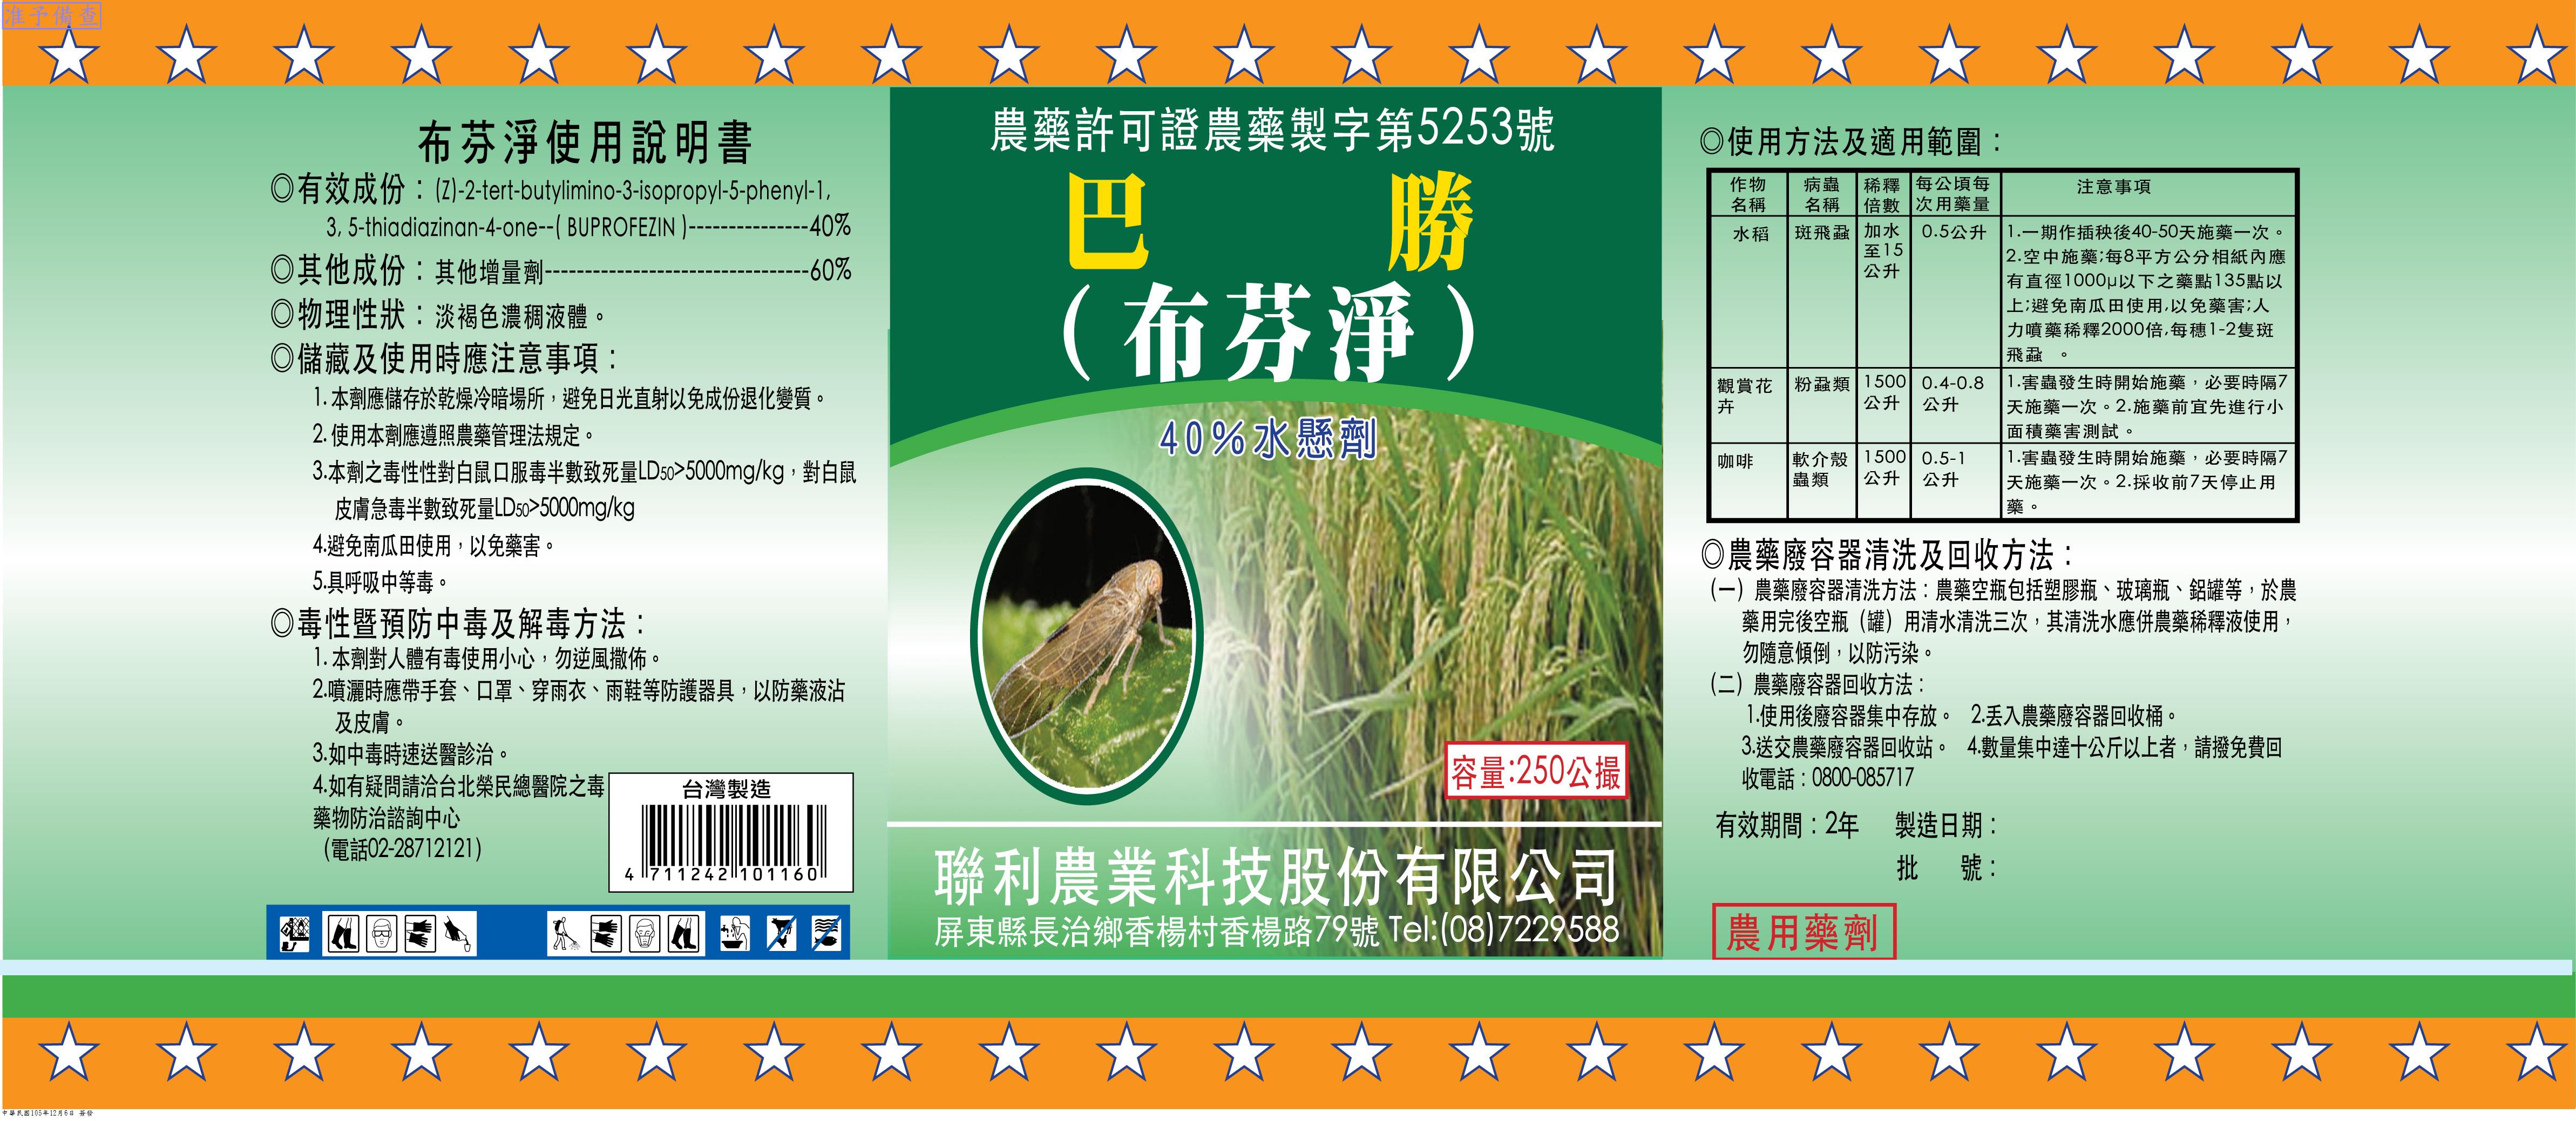 准予備查
布芬淨使用說明書
◎有效成份：(Z)-2-tert-butylimino-3-isopropyl-5-phenyl-1,
3, 5-thiadiazinan-4-one--( BUPROFEZIN )---------------40%
◎其他成份：其他增量劑---------------------------------60%
◎物理性狀：淡褐色濃稠液體。
◎儲藏及使用時應注意事項：
1. 本劑應儲存於乾燥冷暗場所，避免日光直射以免成份退化變質。
2. 使用本劑應遵照農藥管理法規定。
3.本劑之毒性性對白鼠口服毒半數致死量LD50>5000mg/kg，對白鼠
皮膚急毒半數致死量LD50>5000mg/kg
4.避免南瓜田使用，以免藥害。
5.具呼吸中等毒。
◎毒性暨預防中毒及解毒方法：
1. 本劑對人體有毒使用小心，勿逆風撒佈。
2.噴灑時應帶手套、口罩、穿雨衣、雨鞋等防護器具，以防藥液沾
及皮膚。
3.如中毒時速送醫診治。
4.如有疑問請洽台北榮民總醫院之毒
藥物防治諮詢中心
(電話02-28712121)
台灣製造
4 711242 101160
農藥許可證農藥製字第5253號
巴 勝
(布芬淨)
40%水懸劑
容量:250公撮
聯利農業科技股份有限公司
屏東縣長治鄉香楊村香楊路79號 Tel:(08)7229588
◎使用方法及適用範圍：
作物名稱 病蟲名稱 稀釋倍數 每公頃每次用藥量 注意事項
水稻 斑飛蝨 加水至15公升 0.5公升 1.一期作插秧後40-50天施藥一次。
2.空中施藥;每8平方公分相紙內應
有直徑1000μ以下之藥點135點以
上;避免南瓜田使用,以免藥害;人
力噴藥稀釋2000倍,每穗1-2隻斑
飛蝨 。
觀賞花卉 粉蝨類 1500公升 0.4-0.8公升 1.害蟲發生時開始施藥，必要時隔7
天施藥一次。2.施藥前宜先進行小
面積藥害測試。
咖啡 軟介殼蟲類 1500公升 0.5-1公升 1.害蟲發生時開始施藥，必要時隔7
天施藥一次。2.採收前7天停止用
藥。
◎農藥廢容器清洗及回收方法：
(一) 農藥廢容器清洗方法：農藥空瓶包括塑膠瓶、玻璃瓶、鋁罐等，於農
藥用完後空瓶（罐）用清水清洗三次，其清洗水應併農藥稀釋液使用，
勿隨意傾倒，以防污染。
(二) 農藥廢容器回收方法：
1.使用後廢容器集中存放。 2.丟入農藥廢容器回收桶。
3.送交農藥廢容器回收站。 4.數量集中達十公斤以上者，請撥免費回
收電話：0800-085717
有效期間：2年 製造日期：
批 號：
農用藥劑
中華民國105年12月6日 簽發